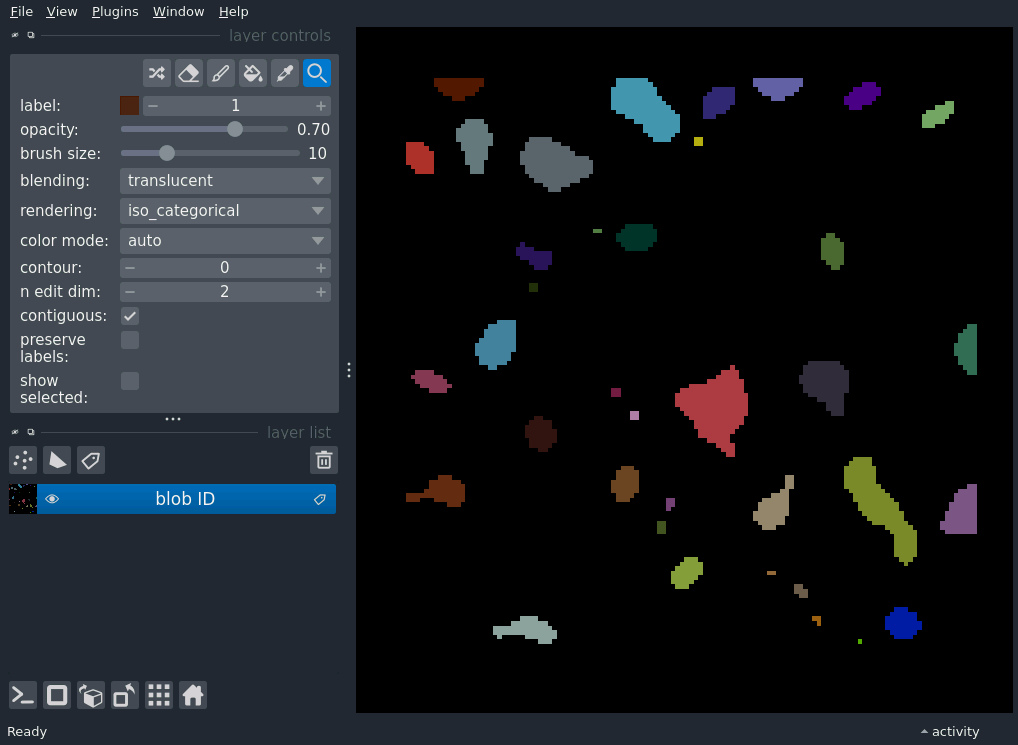 File View Plugins Window Help
layer controls
label: 1
opacity: 0.70
brush size: 10
blending: translucent
rendering: iso_categorical
color mode: auto
contour: 0
n edit dim: 2
contiguous:
preserve
labels:
show
selected:
layer list
blob ID
Ready
activity